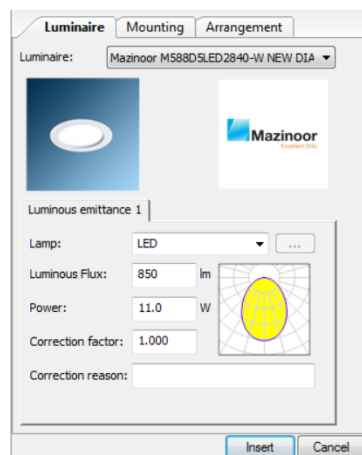 Luminaire Mounting Arrangement
Luminaire: Mazinoor M588D5LED2840-W NEW DIA
Mazinoor
Excellent Only
Luminous emittance 1
Lamp: LED ...
Luminous Flux: 850 lm
Power: 11.0 W
Correction factor: 1.000
Correction reason:
Insert Cancel